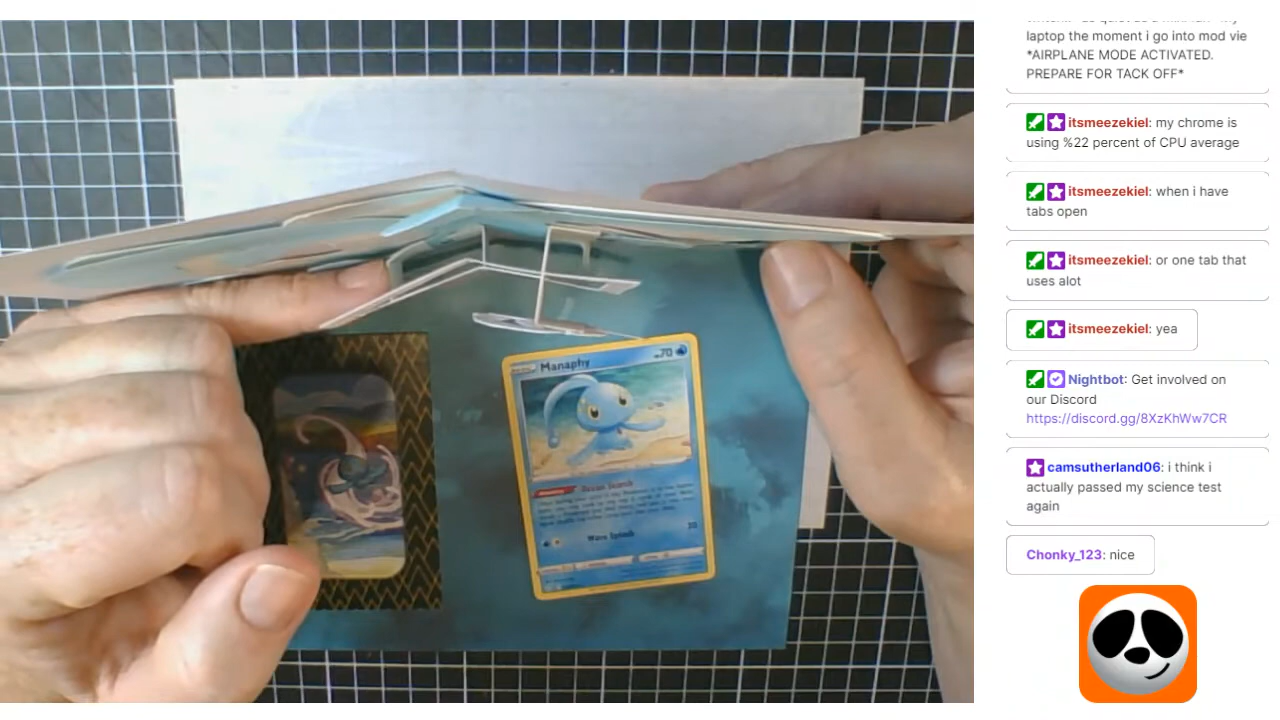 Manaphy
70
Wave Splash
20
laptop the moment i go into mod vie
*AIRPLANE MODE ACTIVATED.
PREPARE FOR TACK OFF*
itsmeezekiel: my chrome is
using %22 percent of CPU average
itsmeezekiel: when i have
tabs open
itsmeezekiel: or one tab that
uses alot
itsmeezekiel: yea
Nightbot: Get involved on
our Discord
https://discord.gg/8XzKhWw7CR
camsutherland06: i think i
actually passed my science test
again
Chonky_123: nice